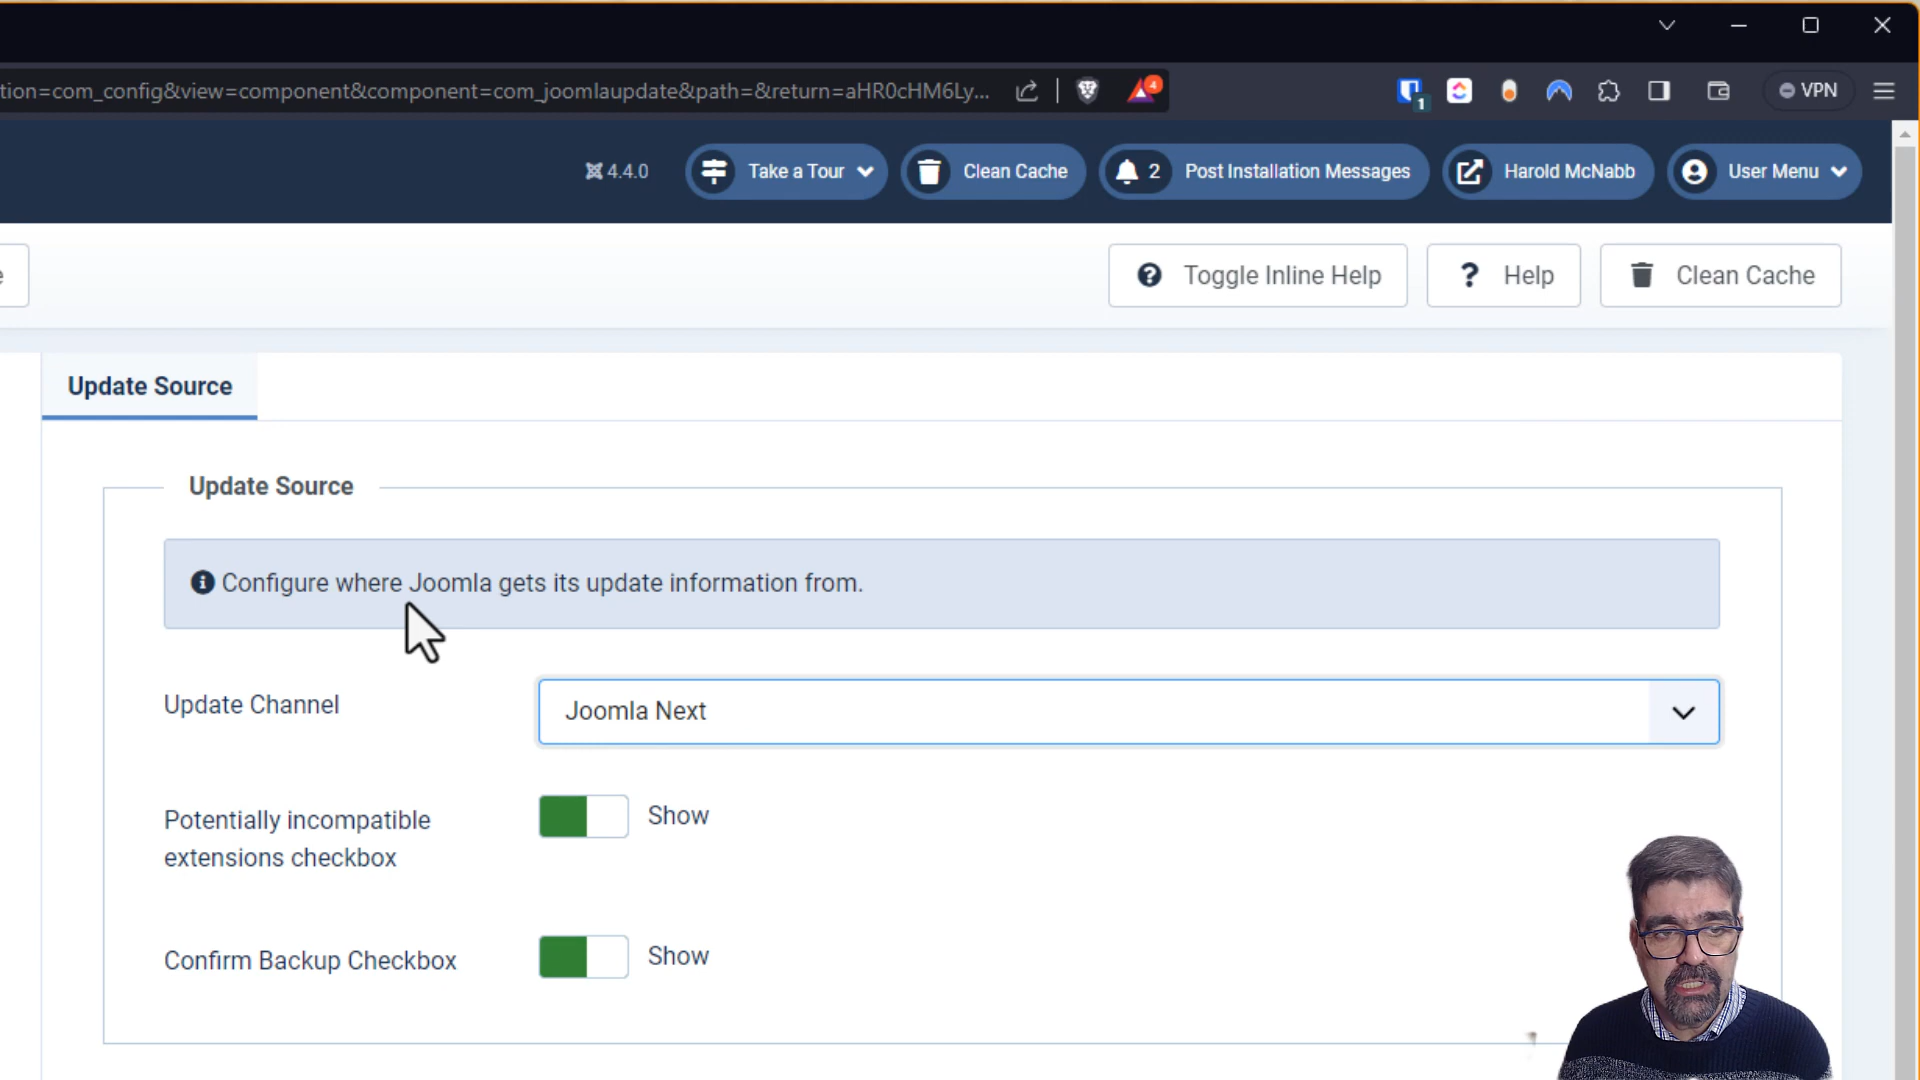 tion=com_config&view=component&component=com_joomlaupdate&path=&return=aHR0cHM6Ly...
4
1
VPN
4.4.0
Take a Tour
Clean Cache
2
Post Installation Messages
Harold McNabb
User Menu
e
Toggle Inline Help
? Help
Clean Cache
Update Source
Update Source
Configure where Joomla gets its update information from.
Update Channel
Joomla Next
Potentially incompatible
extensions checkbox
Show
Confirm Backup Checkbox
Show